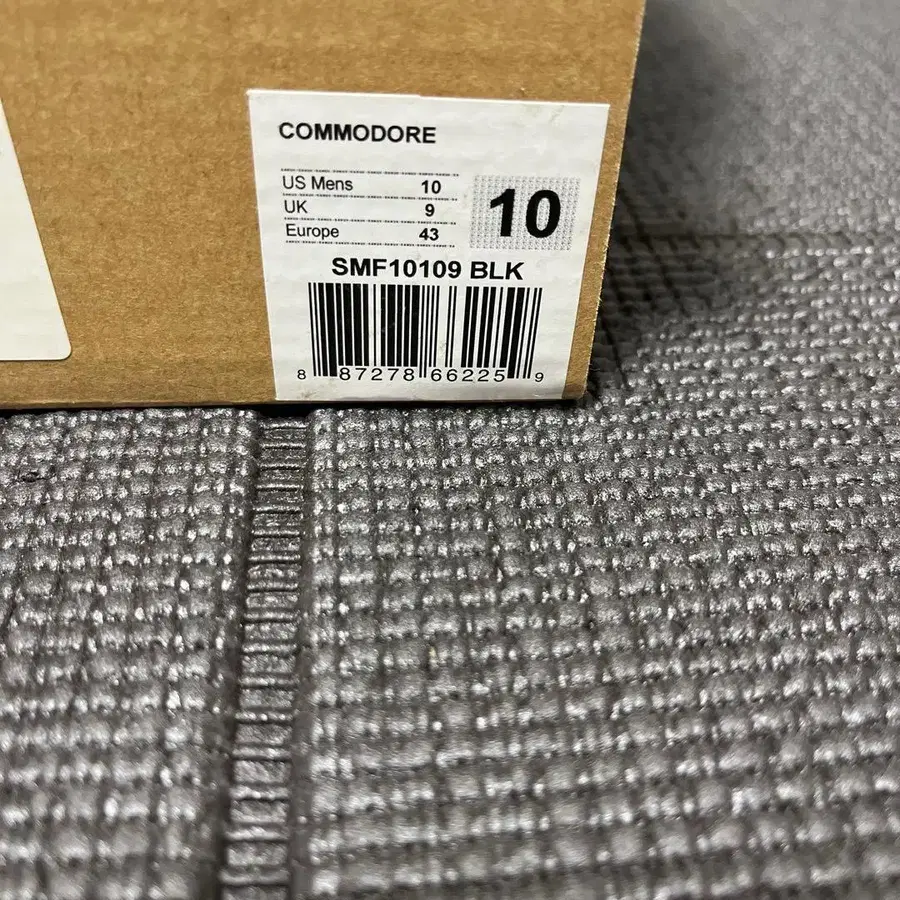 COMMODORE
US Mens 10
UK 9
Europe 43
10
SMF10109 BLK
8 87278 66225 9